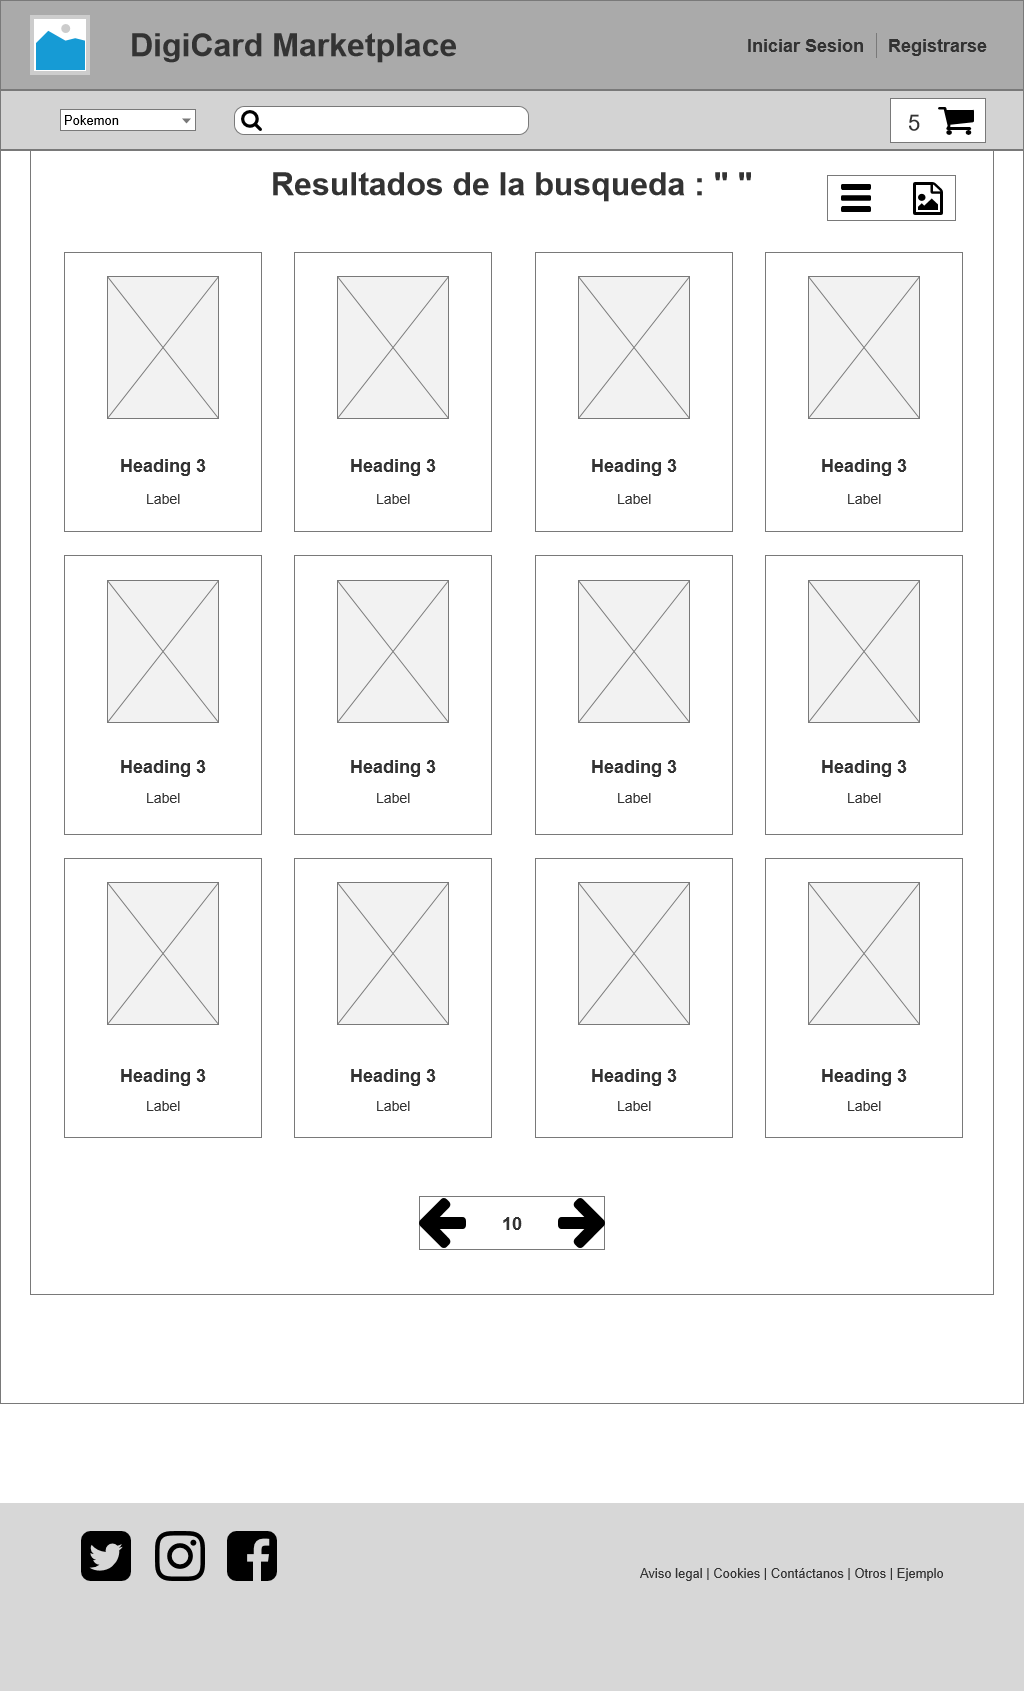 DigiCard Marketplace
Iniciar Sesion
Registrarse
Pokemon
5
Resultados de la busqueda : " "
Heading 3
Label
Heading 3
Label
Heading 3
Label
Heading 3
Label
Heading 3
Label
Heading 3
Label
Heading 3
Label
Heading 3
Label
Heading 3
Label
Heading 3
Label
Heading 3
Label
Heading 3
Label
10
Aviso legal | Cookies | Contáctanos | Otros | Ejemplo